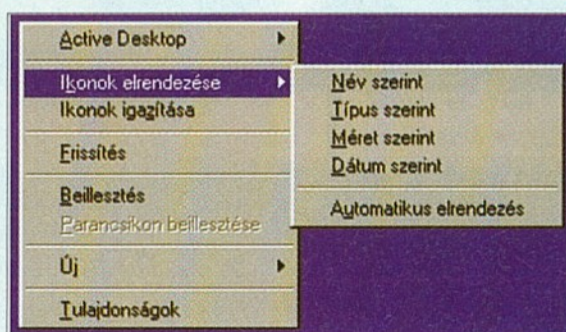 Active Desktop
Ikonok elrendezése
Ikonok igazítása
Frissítés
Beillesztés
Parancsikon beillesztése
Új
Tulajdonságok
Név szerint
Típus szerint
Méret szerint
Dátum szerint
Automatikus elrendezés